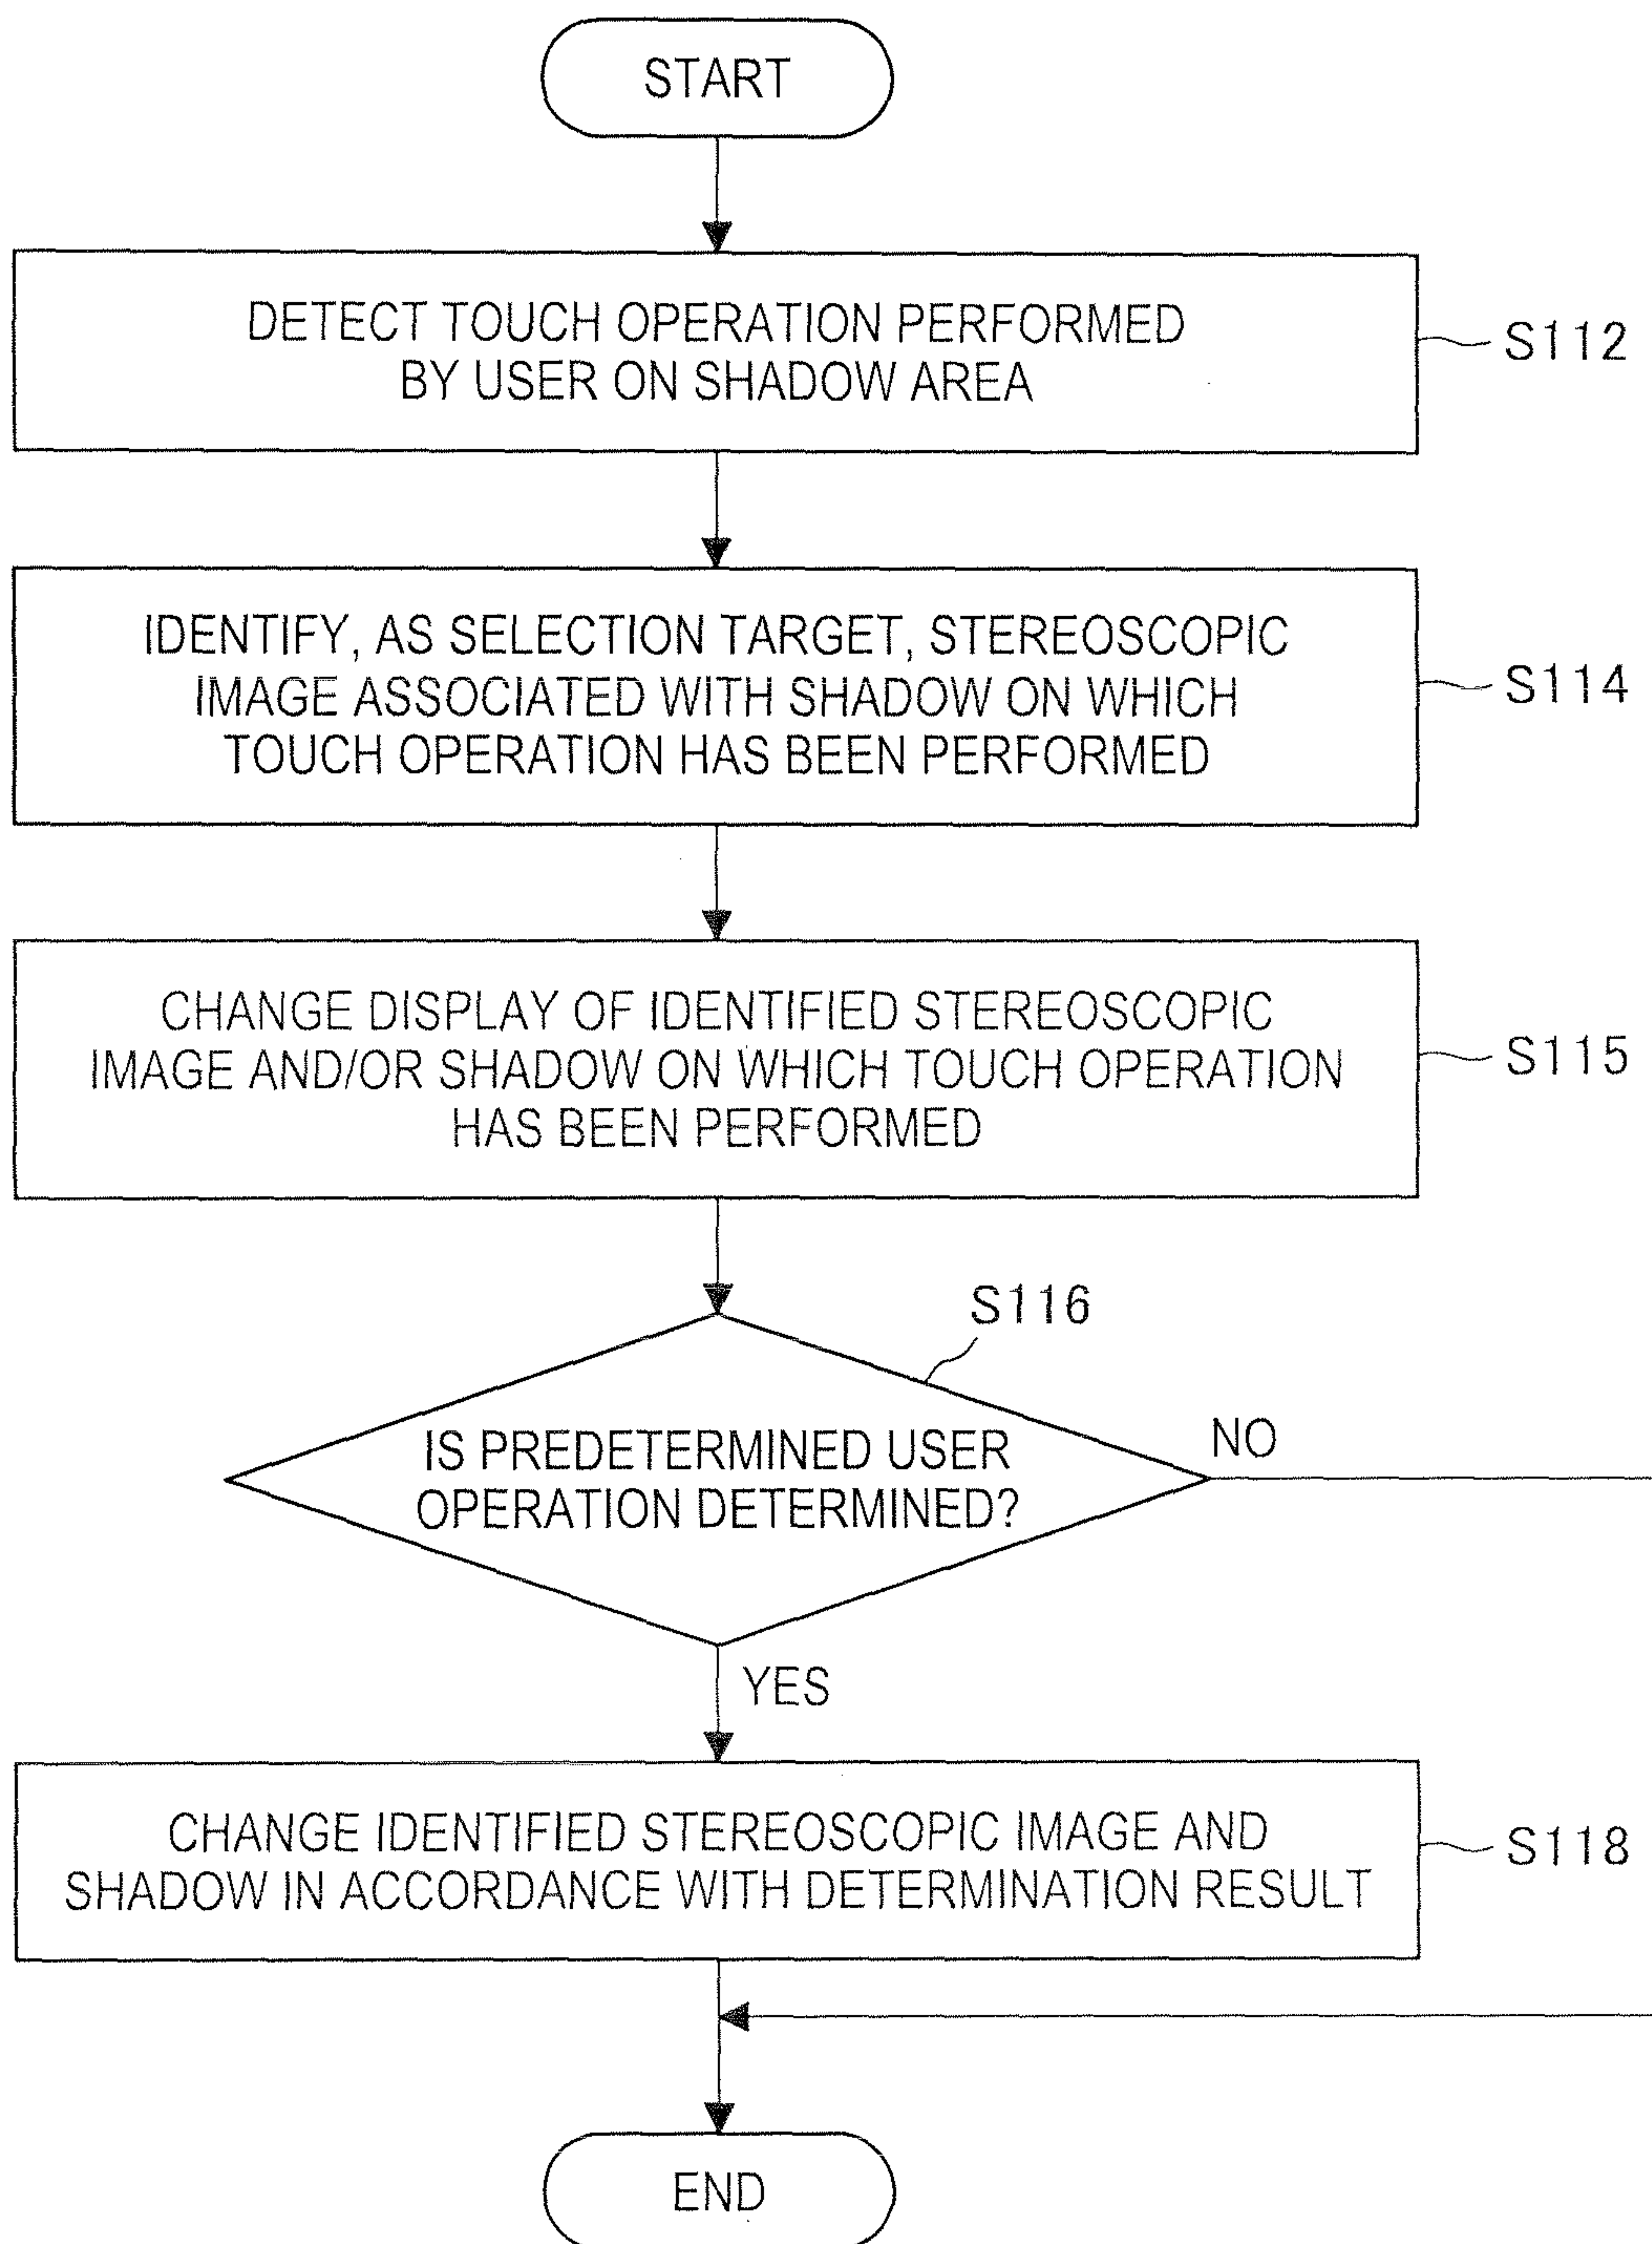 START
DETECT TOUCH OPERATION PERFORMED
BY USER ON SHADOW AREA
S112
IDENTIFY, AS SELECTION TARGET, STEREOSCOPIC
IMAGE ASSOCIATED WITH SHADOW ON WHICH
TOUCH OPERATION HAS BEEN PERFORMED
S114
CHANGE DISPLAY OF IDENTIFIED STEREOSCOPIC
IMAGE AND/OR SHADOW ON WHICH TOUCH OPERATION
HAS BEEN PERFORMED
S115
S116
IS PREDETERMINED USER
OPERATION DETERMINED?
NO
YES
CHANGE IDENTIFIED STEREOSCOPIC IMAGE AND
SHADOW IN ACCORDANCE WITH DETERMINATION RESULT
S118
END